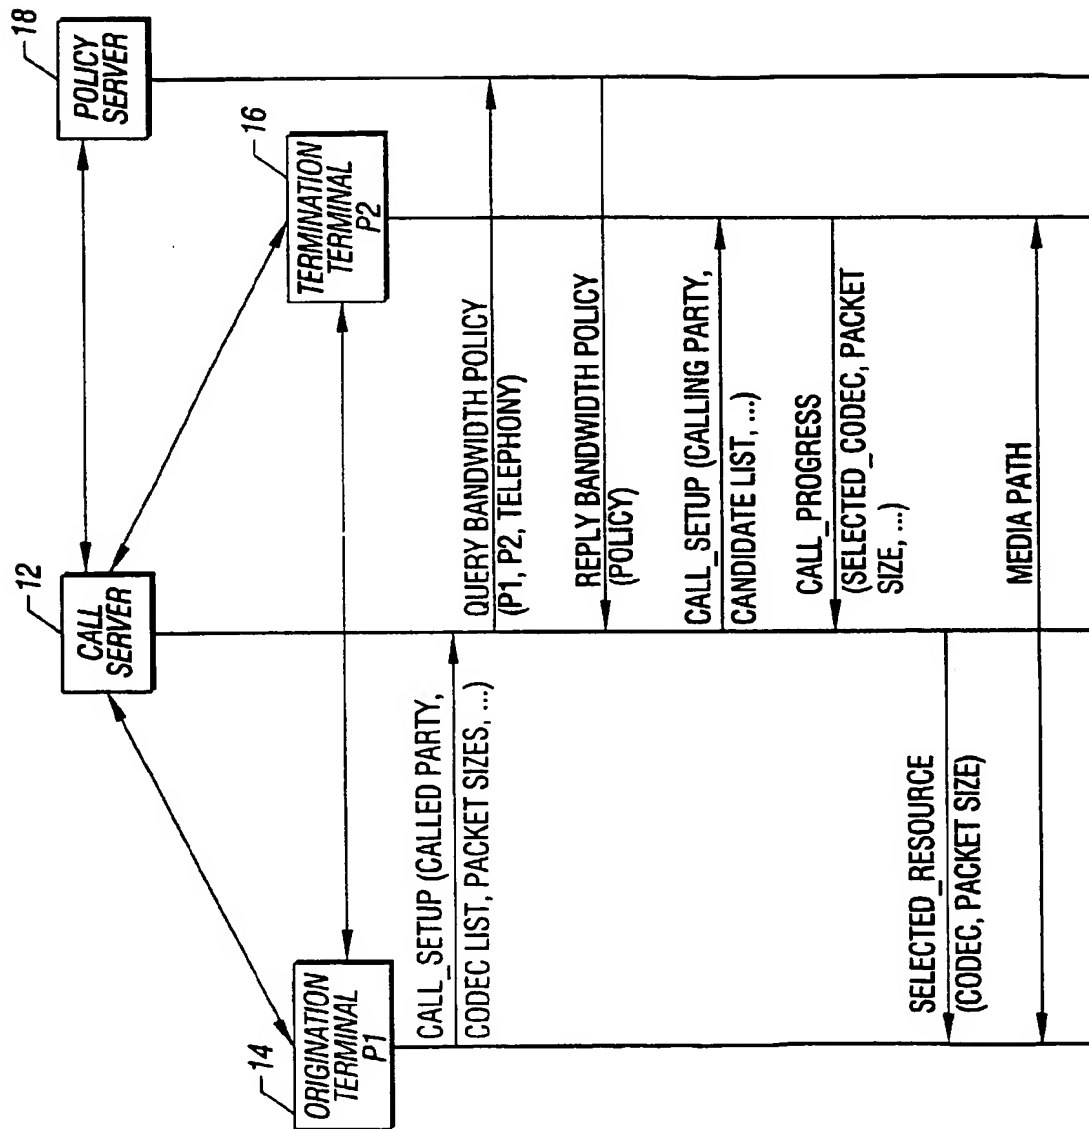 18
POLICY
SERVER
12
CALL
SERVER
16
TERMINATION
TERMINAL
P2
14
ORIGINATION
TERMINAL
P1
CALL_SETUP (CALLED PARTY,
CODEC LIST, PACKET SIZES, ...)
QUERY BANDWIDTH POLICY
(P1, P2, TELEPHONY)
REPLY BANDWIDTH POLICY
(POLICY)
CALL_SETUP (CALLING PARTY,
CANDIDATE LIST, ...)
CALL_PROGRESS
(SELECTED_CODEC, PACKET
SIZE, ...)
SELECTED_RESOURCE
(CODEC, PACKET SIZE)
MEDIA PATH